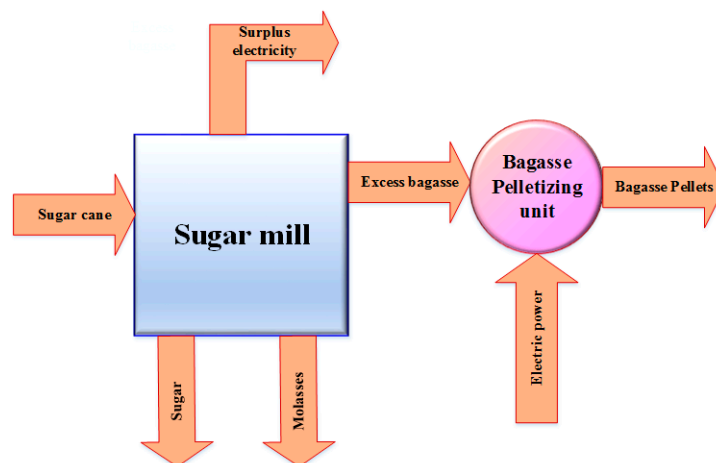 Surplus
electricity
Sugar cane
Sugar mill
Excess bagasse
Bagasse
Pelletizing
unit
Bagasse Pellets
Sugar
Molasses
Electric power